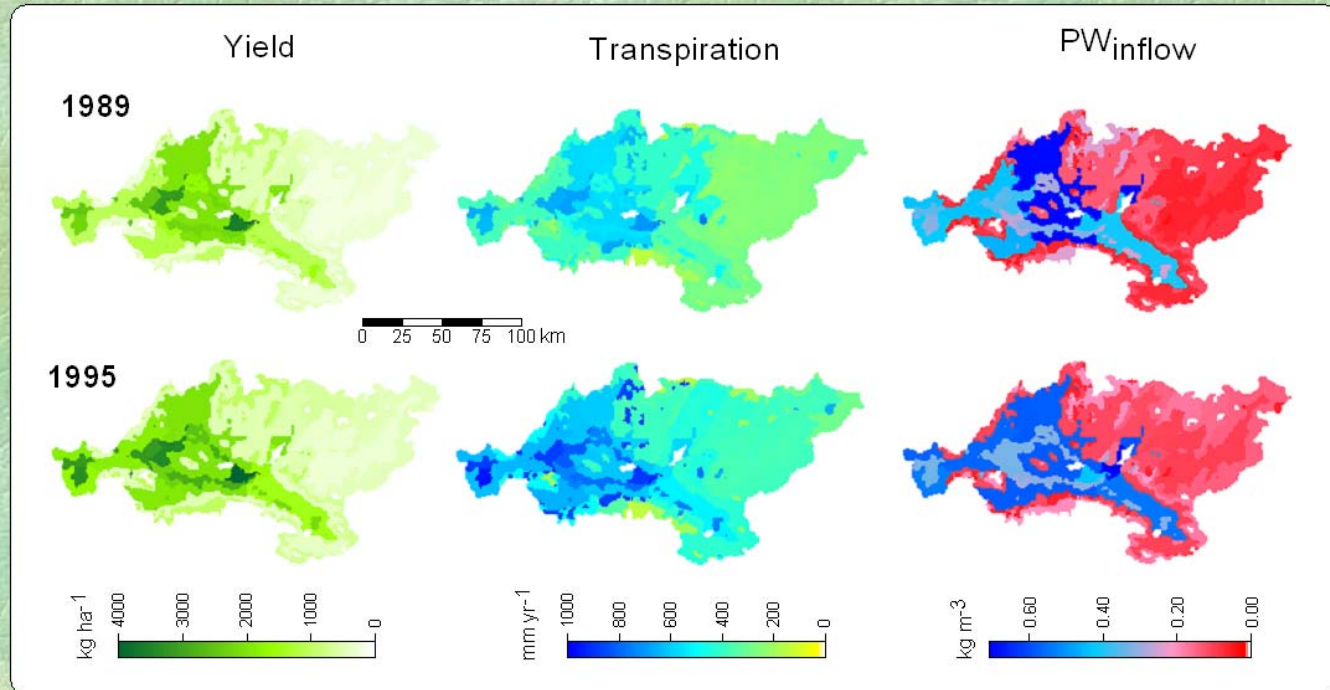 Yield Transpiration PWinflow
1989
0 25 50 75 100 km
1995
kg ha-1 4000 3000 2000 1000 0
mm yr-1 1000 800 600 400 200 0
kg m-3 0.60 0.40 0.20 0.00